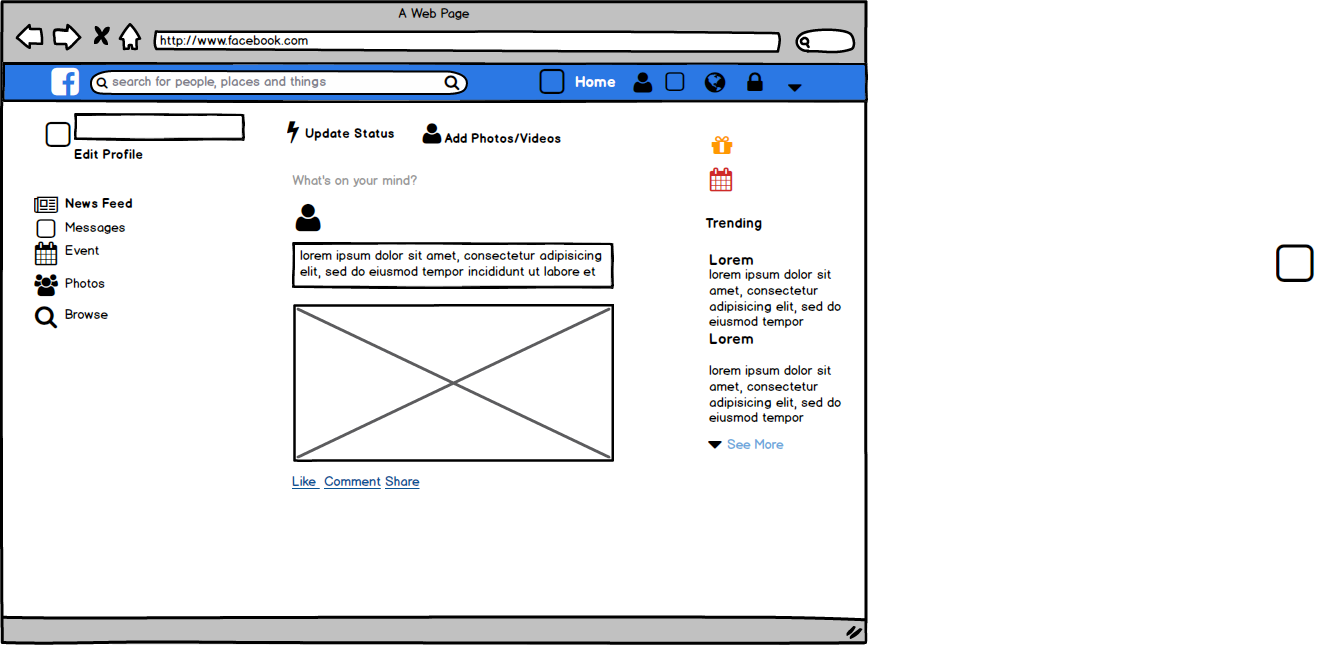 A Web Page
http://www.facebook.com
f
search for people, places and things
Home
Edit Profile
News Feed
Messages
Event
Photos
Browse
Update Status
Add Photos/Videos
What's on your mind?
lorem ipsum dolor sit amet, consectetur adipisicing
elit, sed do eiusmod tempor incididunt ut labore et
Like Comment Share
Trending
Lorem
lorem ipsum dolor sit
amet, consectetur
adipisicing elit, sed do
eiusmod tempor
Lorem
lorem ipsum dolor sit
amet, consectetur
adipisicing elit, sed do
eiusmod tempor
See More